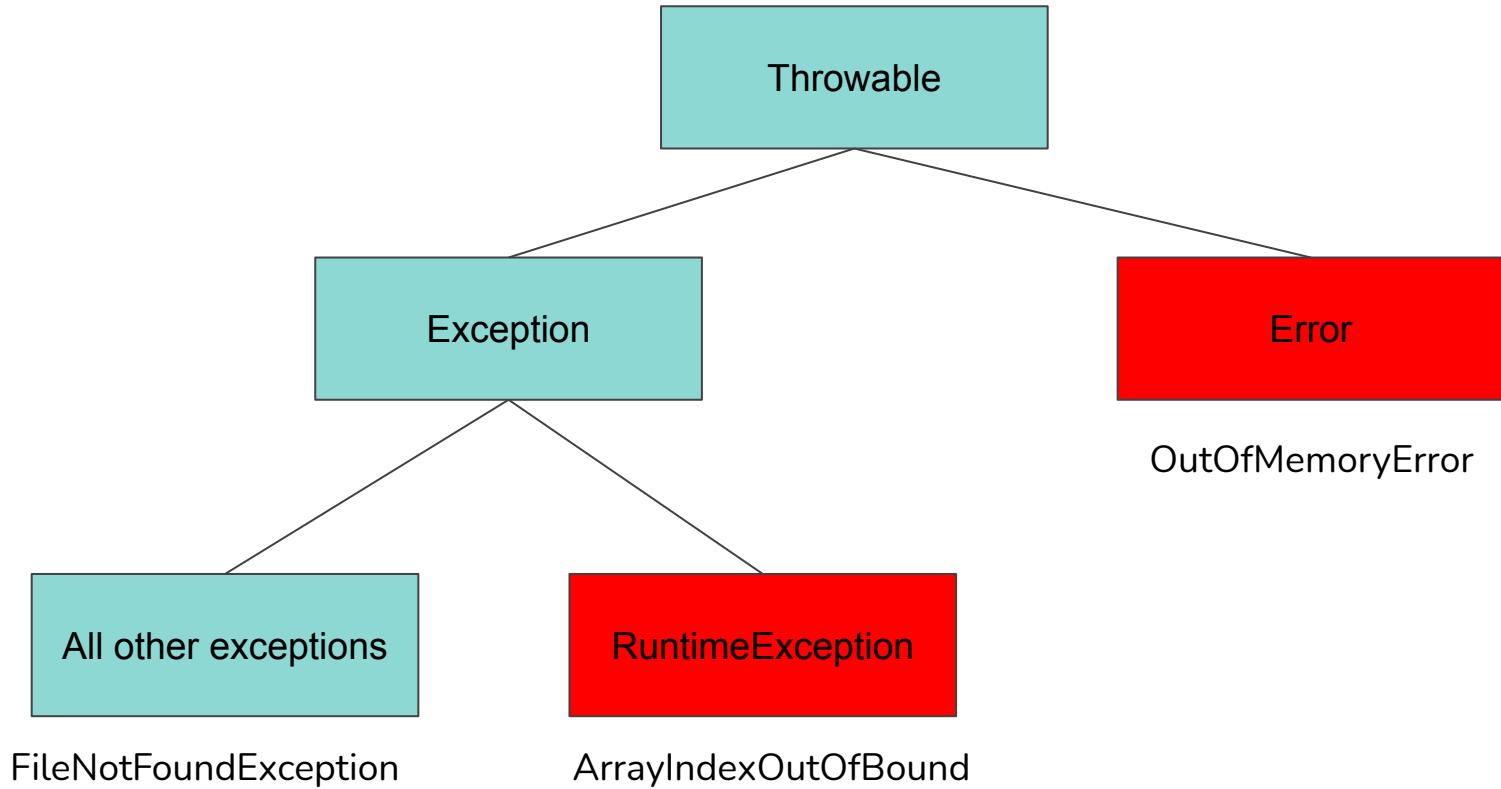 Throwable
Exception
Error
OutOfMemoryError
All other exceptions
RuntimeException
FileNotFoundException
ArrayIndexOutOfBound